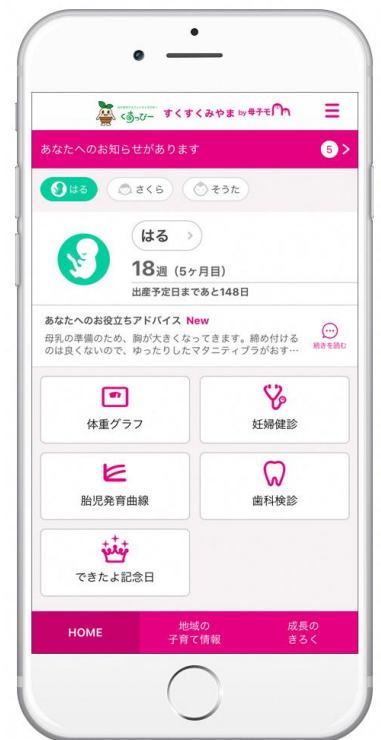 くあっぴー すくすくみやま by母子モ
あなたへのお知らせがあります 5
はる さくら そうた
はる
18週 (5ヶ月目)
出産予定日まであと148日
あなたへのお役立ちアドバイス New
母乳の準備のため、胸が大きくなってきます。締め付ける
のは良くないので、ゆったりしたマタニティブラがおす…
続きを読む
体重グラフ 妊婦健診
胎児発育曲線 歯科検診
できたよ記念日
HOME
地域の
子育て情報
成長の
きろく